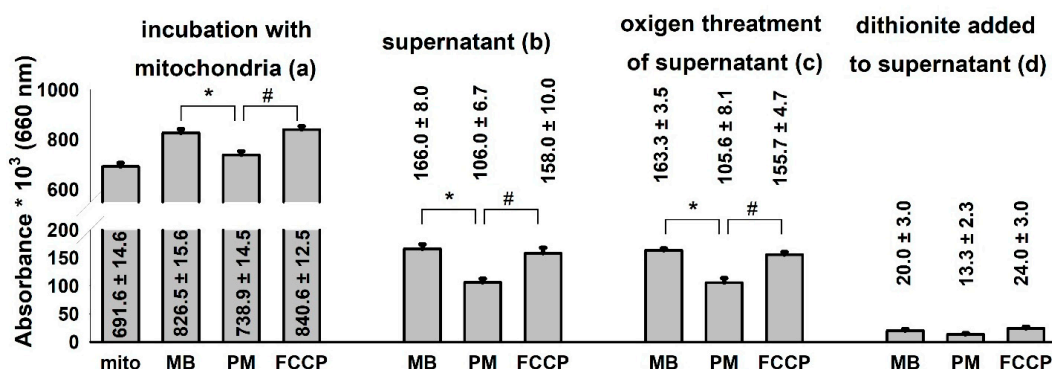 incubation with
mitochondria (a)
supernatant (b)
oxigen threatment
of supernatant (c)
dithionite added
to supernatant (d)
Absorbance * 10³ (660 nm)
1000
800
600
200
150
100
50
0
* #
691.6 ± 14.6
826.5 ± 15.6
738.9 ± 14.5
840.6 ± 12.5
mito MB PM FCCP
166.0 ± 8.0
106.0 ± 6.7
158.0 ± 10.0
* #
MB PM FCCP
163.3 ± 3.5
105.6 ± 8.1
155.7 ± 4.7
* #
MB PM FCCP
20.0 ± 3.0
13.3 ± 2.3
24.0 ± 3.0
MB PM FCCP